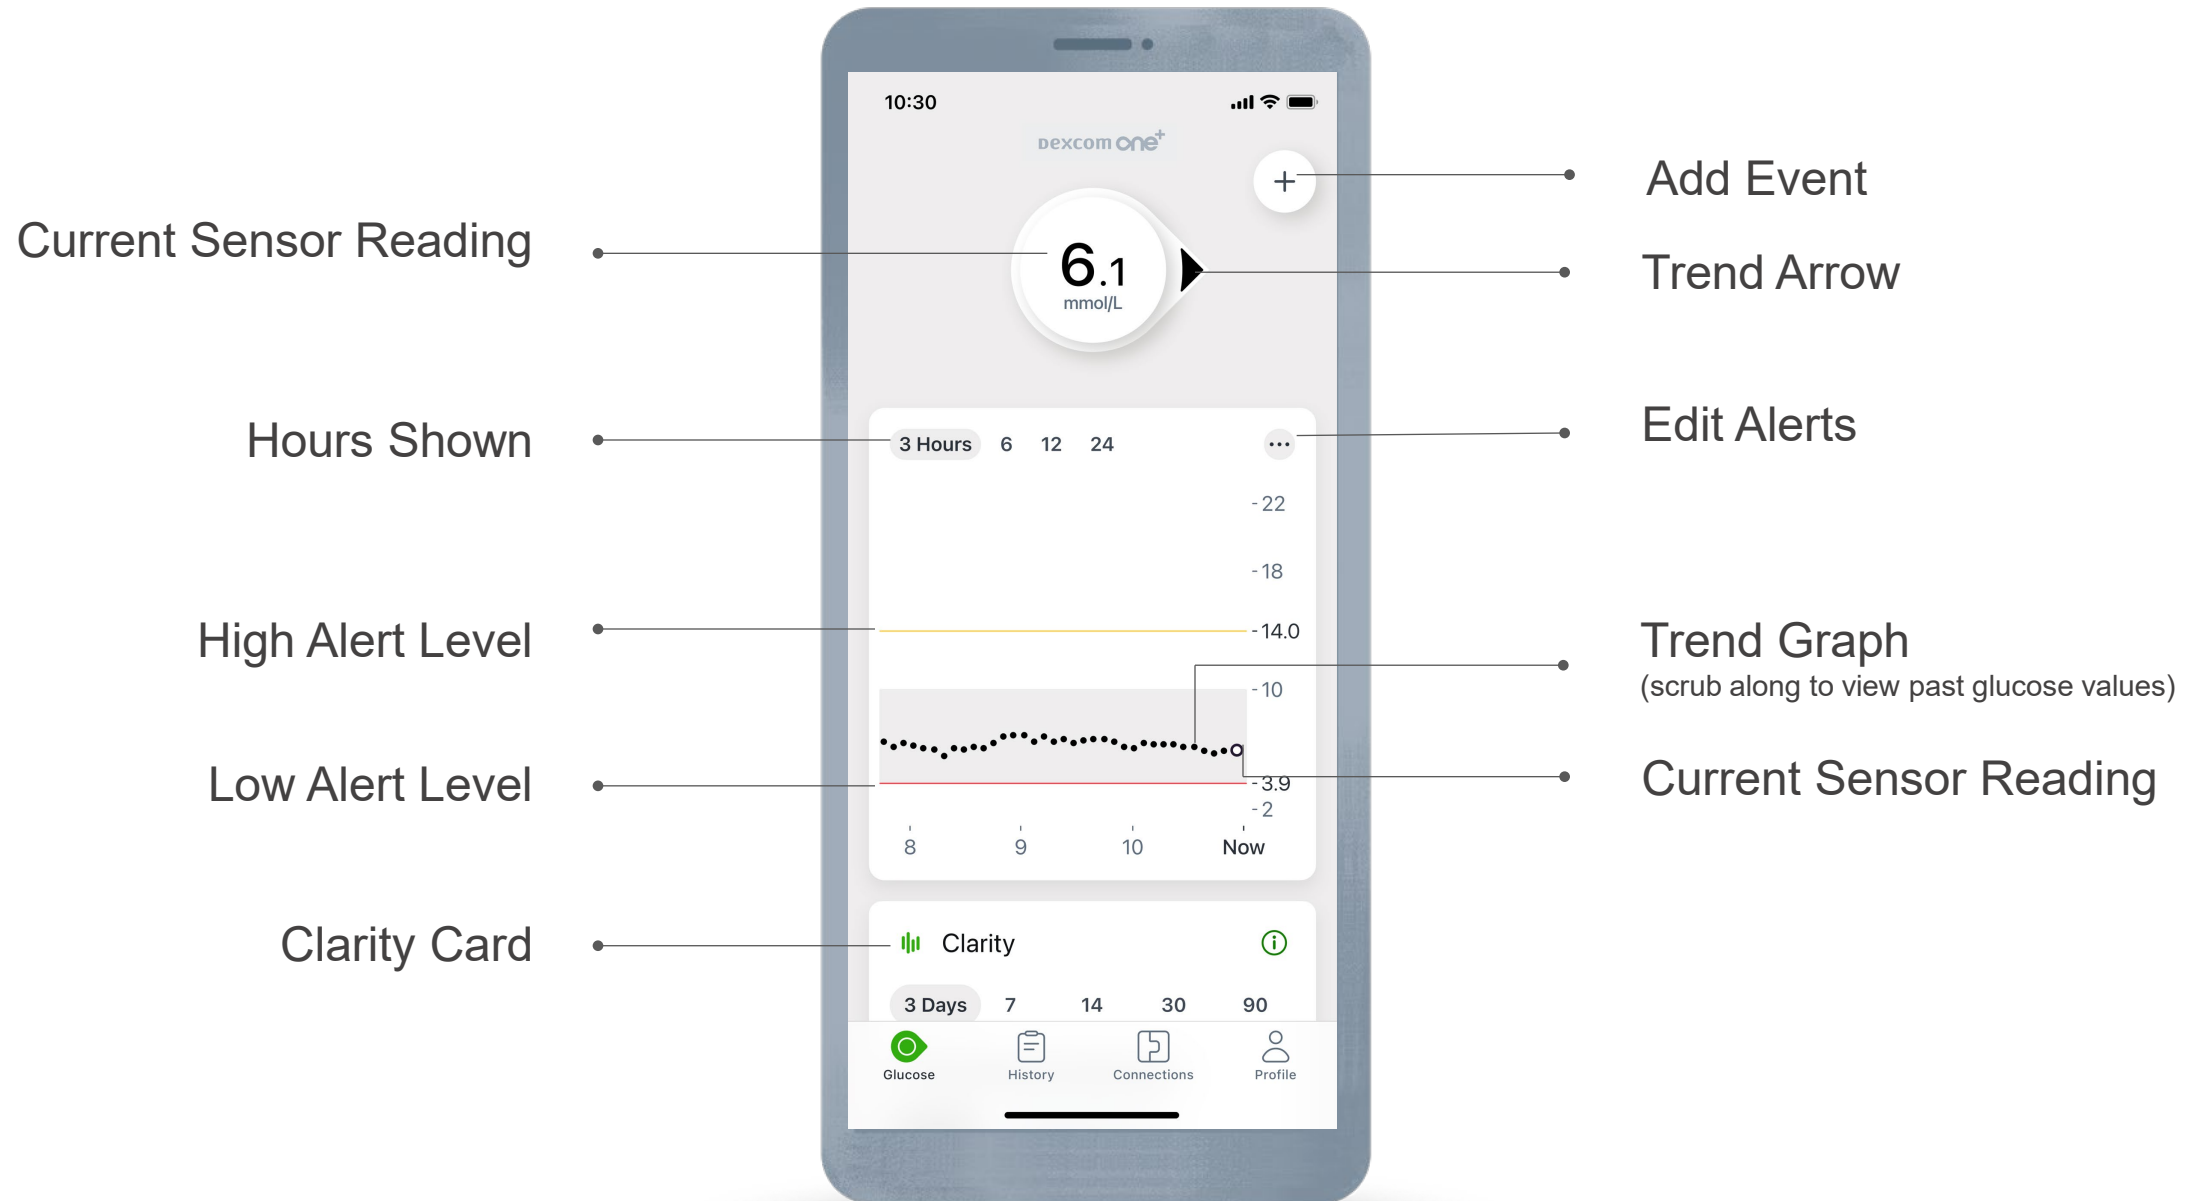 10:30
Dexcom one+
Add Event
Current Sensor Reading
6.1
mmol/L
Trend Arrow
Hours Shown
3 Hours 6 12 24
Edit Alerts
22
18
High Alert Level
14.0
Trend Graph
(scrub along to view past glucose values)
10
Low Alert Level
3.9
Current Sensor Reading
2
8 9 10 Now
Clarity Card
Clarity
3 Days 7 14 30 90
Glucose History Connections Profile